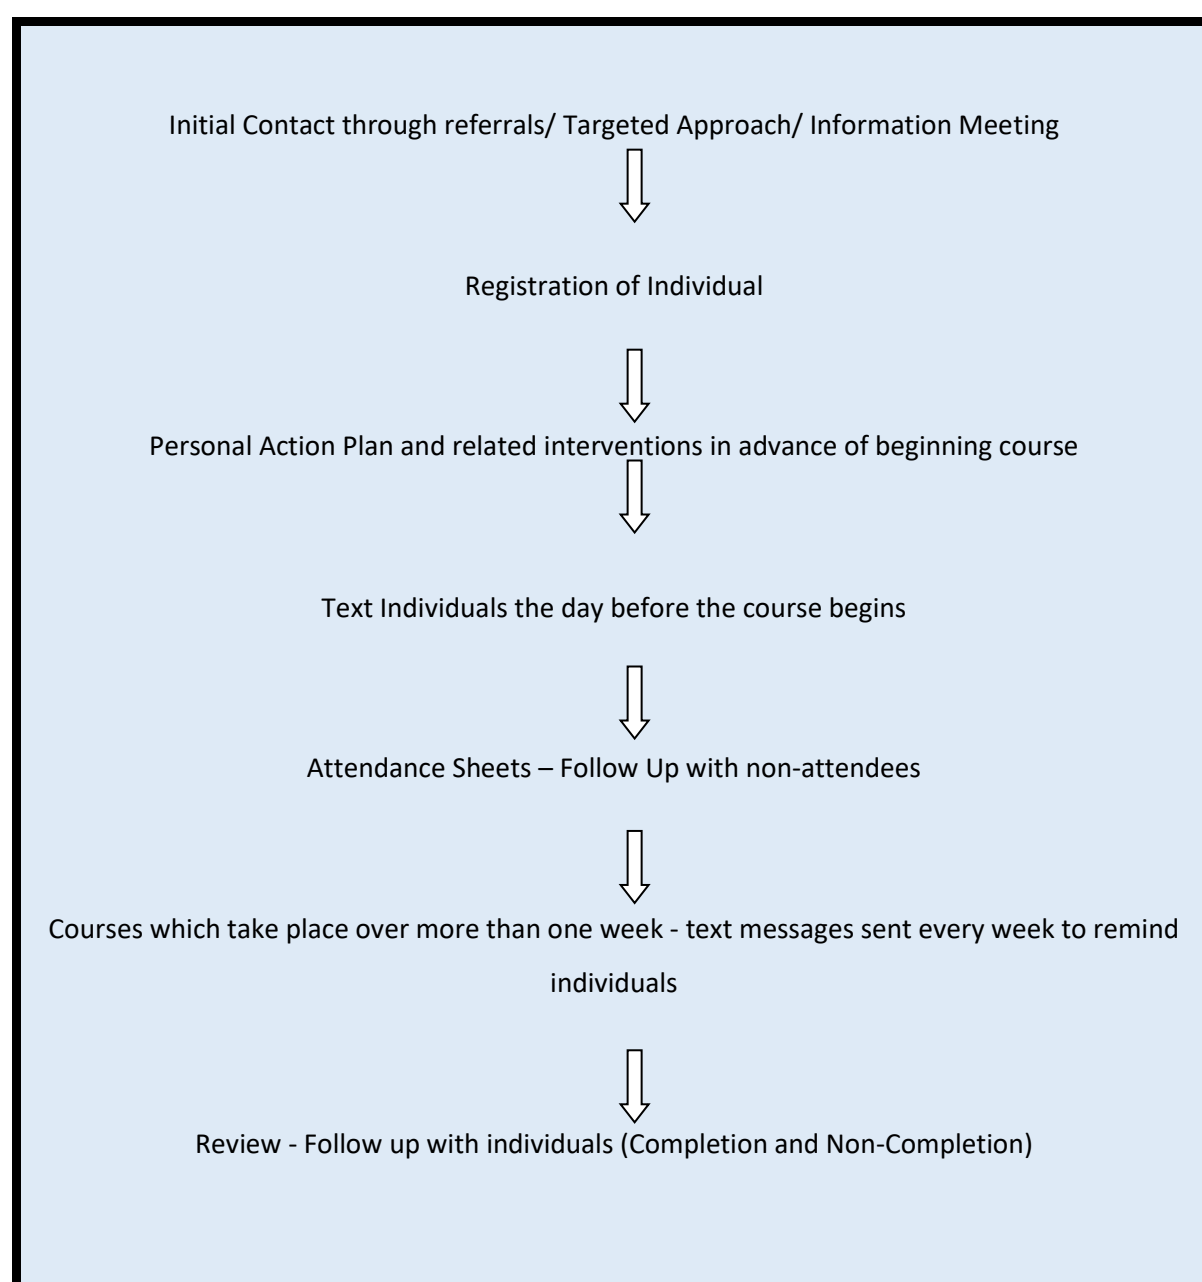 Initial Contact through referrals/ Targeted Approach/ Information Meeting
Registration of Individual
Personal Action Plan and related interventions in advance of beginning course
Text Individuals the day before the course begins
Attendance Sheets – Follow Up with non-attendees
Courses which take place over more than one week - text messages sent every week to remind
individuals
Review - Follow up with individuals (Completion and Non-Completion)